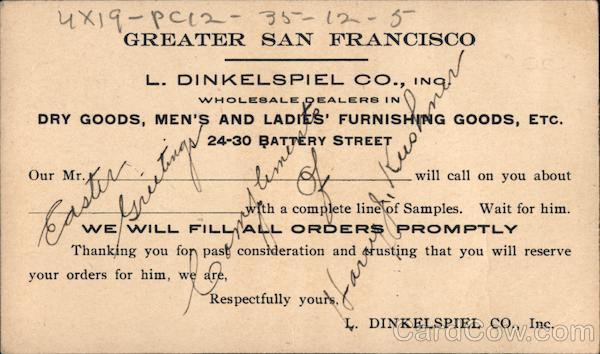 4X19-PC12-35-12-5
GREATER SAN FRANCISCO
L. DINKELSPIEL CO., INC.
WHOLESALE DEALERS IN
DRY GOODS, MEN'S AND LADIES' FURNISHING GOODS, ETC.
24-30 BATTERY STREET
Our Mr. will call on you about
with a complete line of Samples. Wait for him.
WE WILL FILL ALL ORDERS PROMPTLY
Thanking you for past consideration and trusting that you will reserve
your orders for him, we are,
Respectfully yours,
L. DINKELSPIEL CO., Inc.
Easter
Greetings
Compliments
of
Harry J. Kushner
CardCow.com